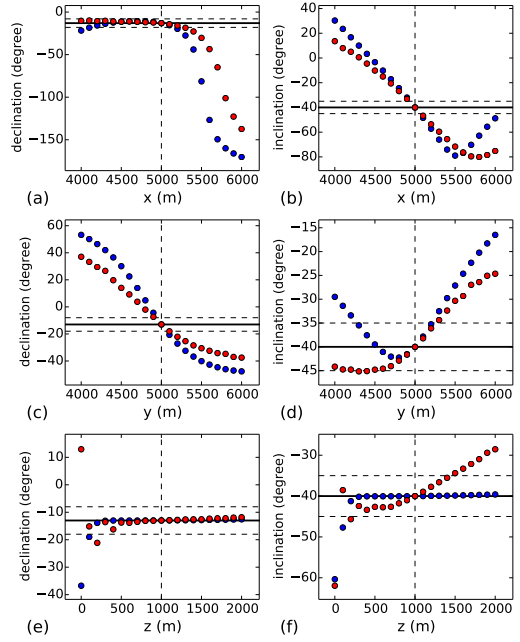 0
−50
−100
−150
declination (degree)
4000 4500 5000 5500 6000
x (m)
(a)
40
20
0
−20
−40
−60
−80
inclination (degree)
4000 4500 5000 5500 6000
x (m)
(b)
60
40
20
0
−20
−40
declination (degree)
4000 4500 5000 5500 6000
y (m)
(c)
−15
−20
−25
−30
−35
−40
−45
inclination (degree)
4000 4500 5000 5500 6000
y (m)
(d)
10
0
−10
−20
−30
−40
declination (degree)
0 500 1000 1500 2000
z (m)
(e)
−30
−40
−50
−60
inclination (degree)
0 500 1000 1500 2000
z (m)
(f)